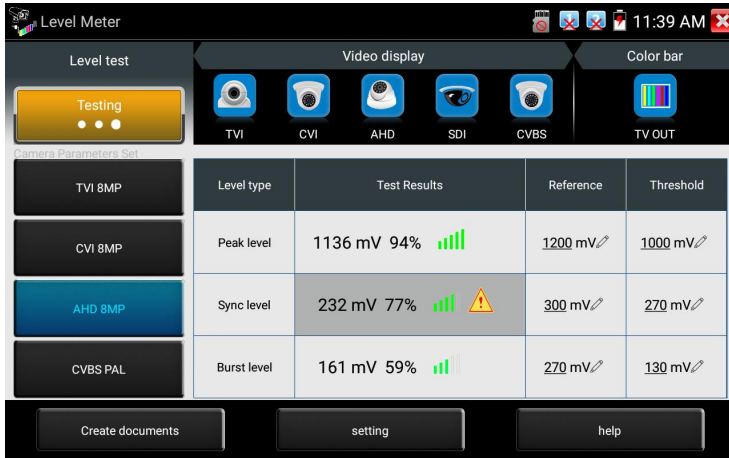 Level Meter
11:39 AM
Level test
Video display
Color bar
Testing
TVI
CVI
AHD
SDI
CVBS
TV OUT
Camera Parameters Set
TVI 8MP
CVI 8MP
AHD 8MP
CVBS PAL
Level type
Test Results
Reference
Threshold
Peak level
1136 mV 94%
1200 mV
1000 mV
Sync level
232 mV 77%
300 mV
270 mV
Burst level
161 mV 59%
270 mV
130 mV
Create documents
setting
help